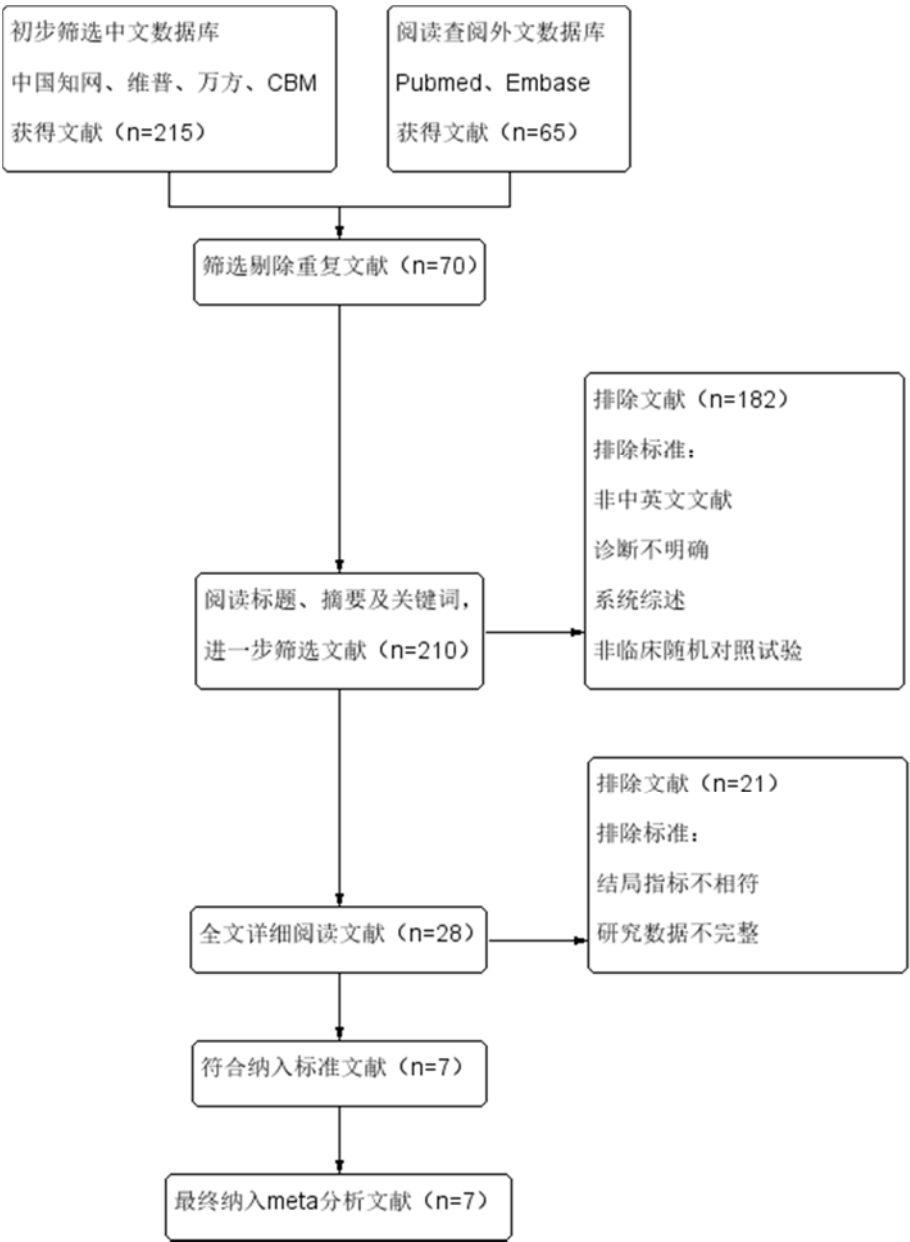 初步筛选中文数据库
中国知网、维普、万方、CBM
获得文献（n=215）
阅读查阅外文数据库
Pubmed、Embase
获得文献（n=65）
筛选剔除重复文献（n=70）
排除文献（n=182）
排除标准：
非中英文文献
诊断不明确
系统综述
非临床随机对照试验
阅读标题、摘要及关键词，
进一步筛选文献（n=210）
排除文献（n=21）
排除标准：
结局指标不相符
研究数据不完整
全文详细阅读文献（n=28）
符合纳入标准文献（n=7）
最终纳入meta分析文献（n=7）